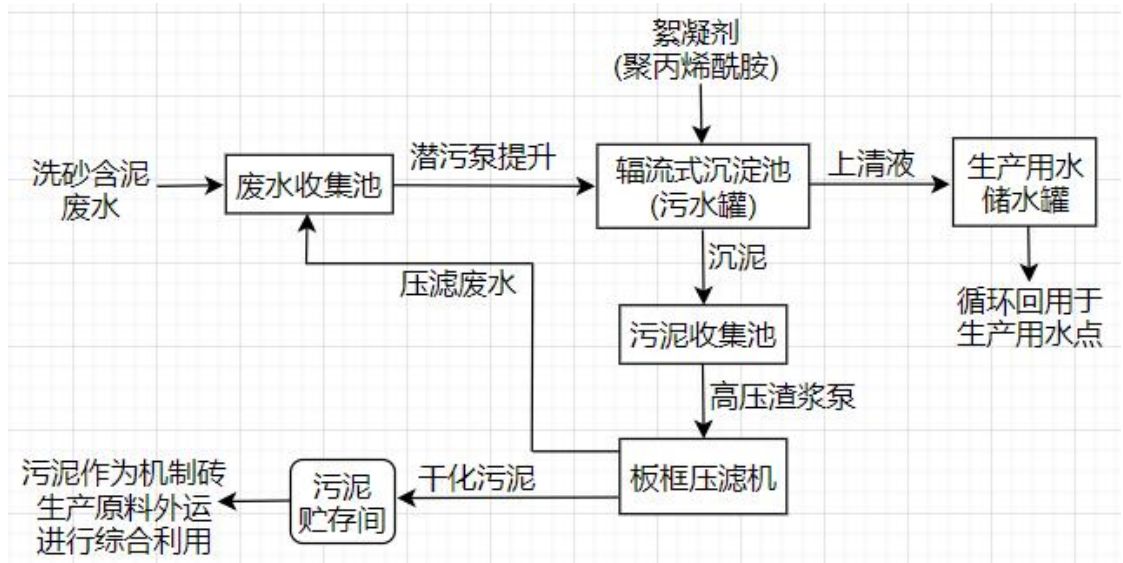 絮凝剂
(聚丙烯酰胺)
洗砂含泥
废水
废水收集池
潜污泵提升
辐流式沉淀池
(污水罐)
上清液
生产用水
储水罐
压滤废水
沉泥
循环回用于
生产用水点
污泥收集池
高压渣浆泵
板框压滤机
干化污泥
污泥
贮存间
污泥作为机制砖
生产原料外运
进行综合利用